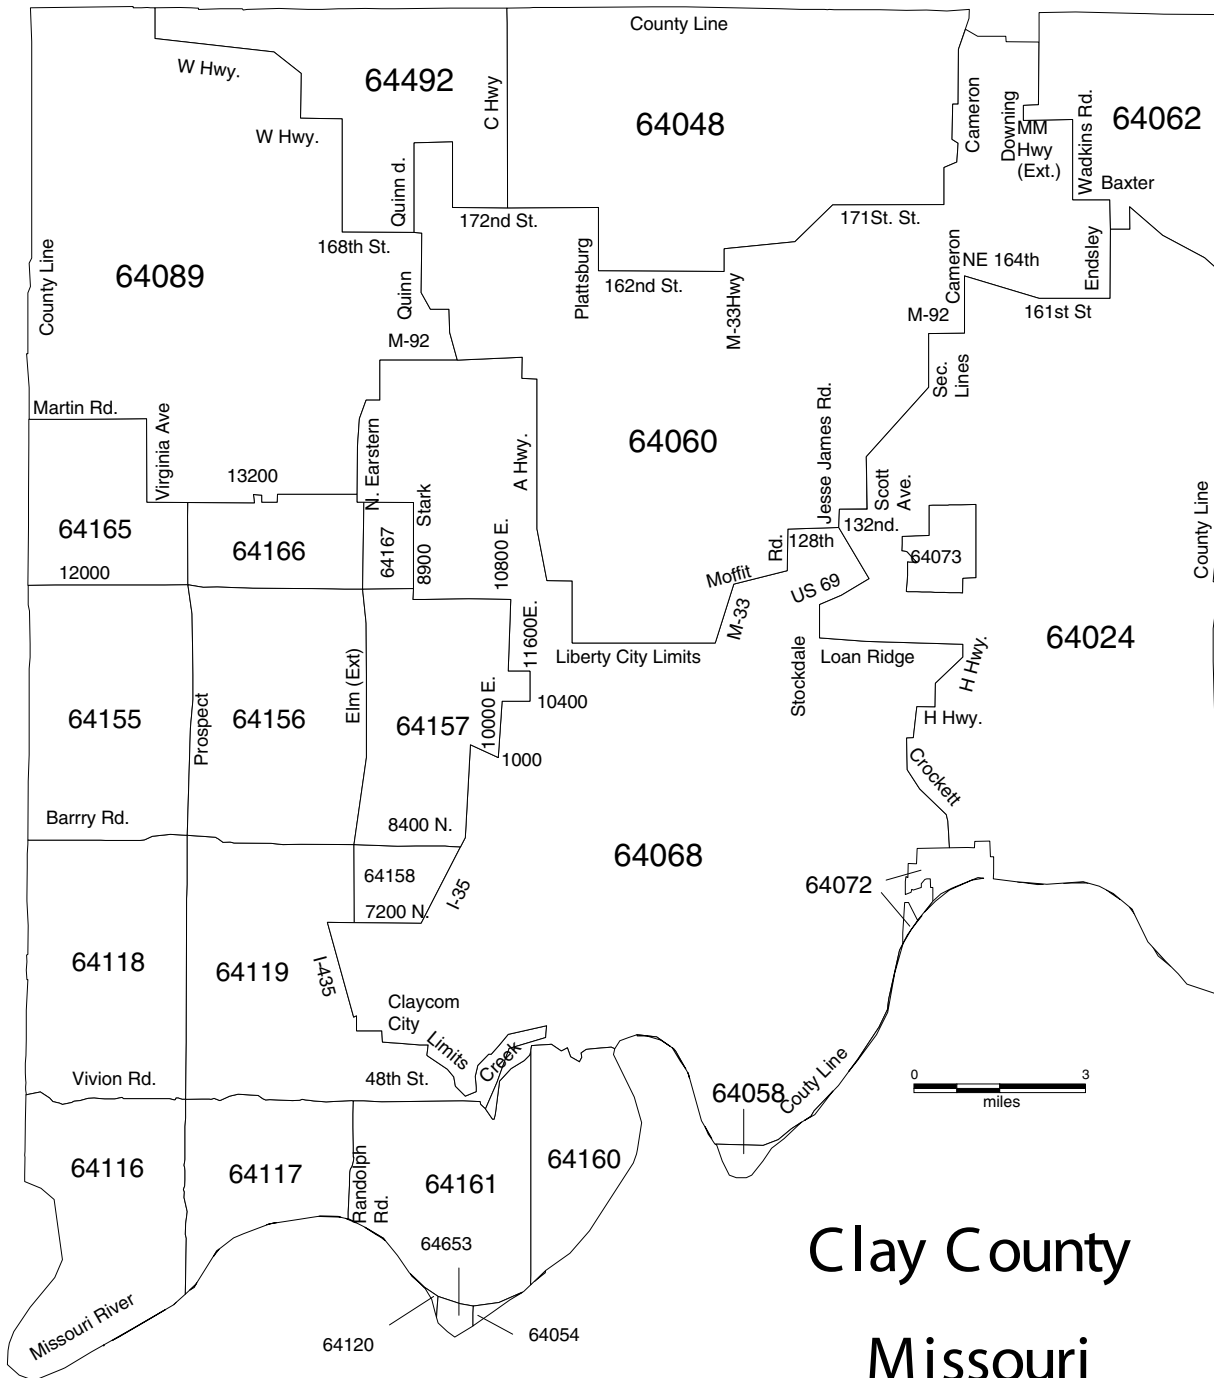 County Line
W Hwy.
64492
C Hwy
64048
Cameron
Downing
MM
Hwy
(Ext.)
Wadkins Rd.
64062
W Hwy.
Quinn d.
Baxter
172nd St.
171St. St.
168th St.
County Line
64089
Quinn
Plattsburg
162nd St.
M-33Hwy
Cameron
NE 164th
Endsley
161st St
M-92
M-92
Sec.
Lines
Martin Rd.
Virginia Ave
13200
N. Earstern
Stark
A Hwy.
64060
Jesse James Rd.
Scott
Ave.
County Line
64165
64166
64167
8900
10800 E.
Rd.
128th
132nd.
64073
12000
Moffit
US 69
M-33
11600E.
Liberty City Limits
Stockdale
Loan Ridge
H Hwy.
64024
64155
Prospect
64156
Elm (Ext)
64157
10000 E.
10400
1000
H Hwy.
Crockett
Barrry Rd.
8400 N.
64068
64158
7200 N.
I-35
64072
64118
64119
I-435
Claycom
City
Limits
Creek
Vivion Rd.
48th St.
64058
Couty Line
0
3
miles
64116
64117
Randolph
Rd.
64161
64160
64653
Missouri River
64120
64054
Clay County
Missouri